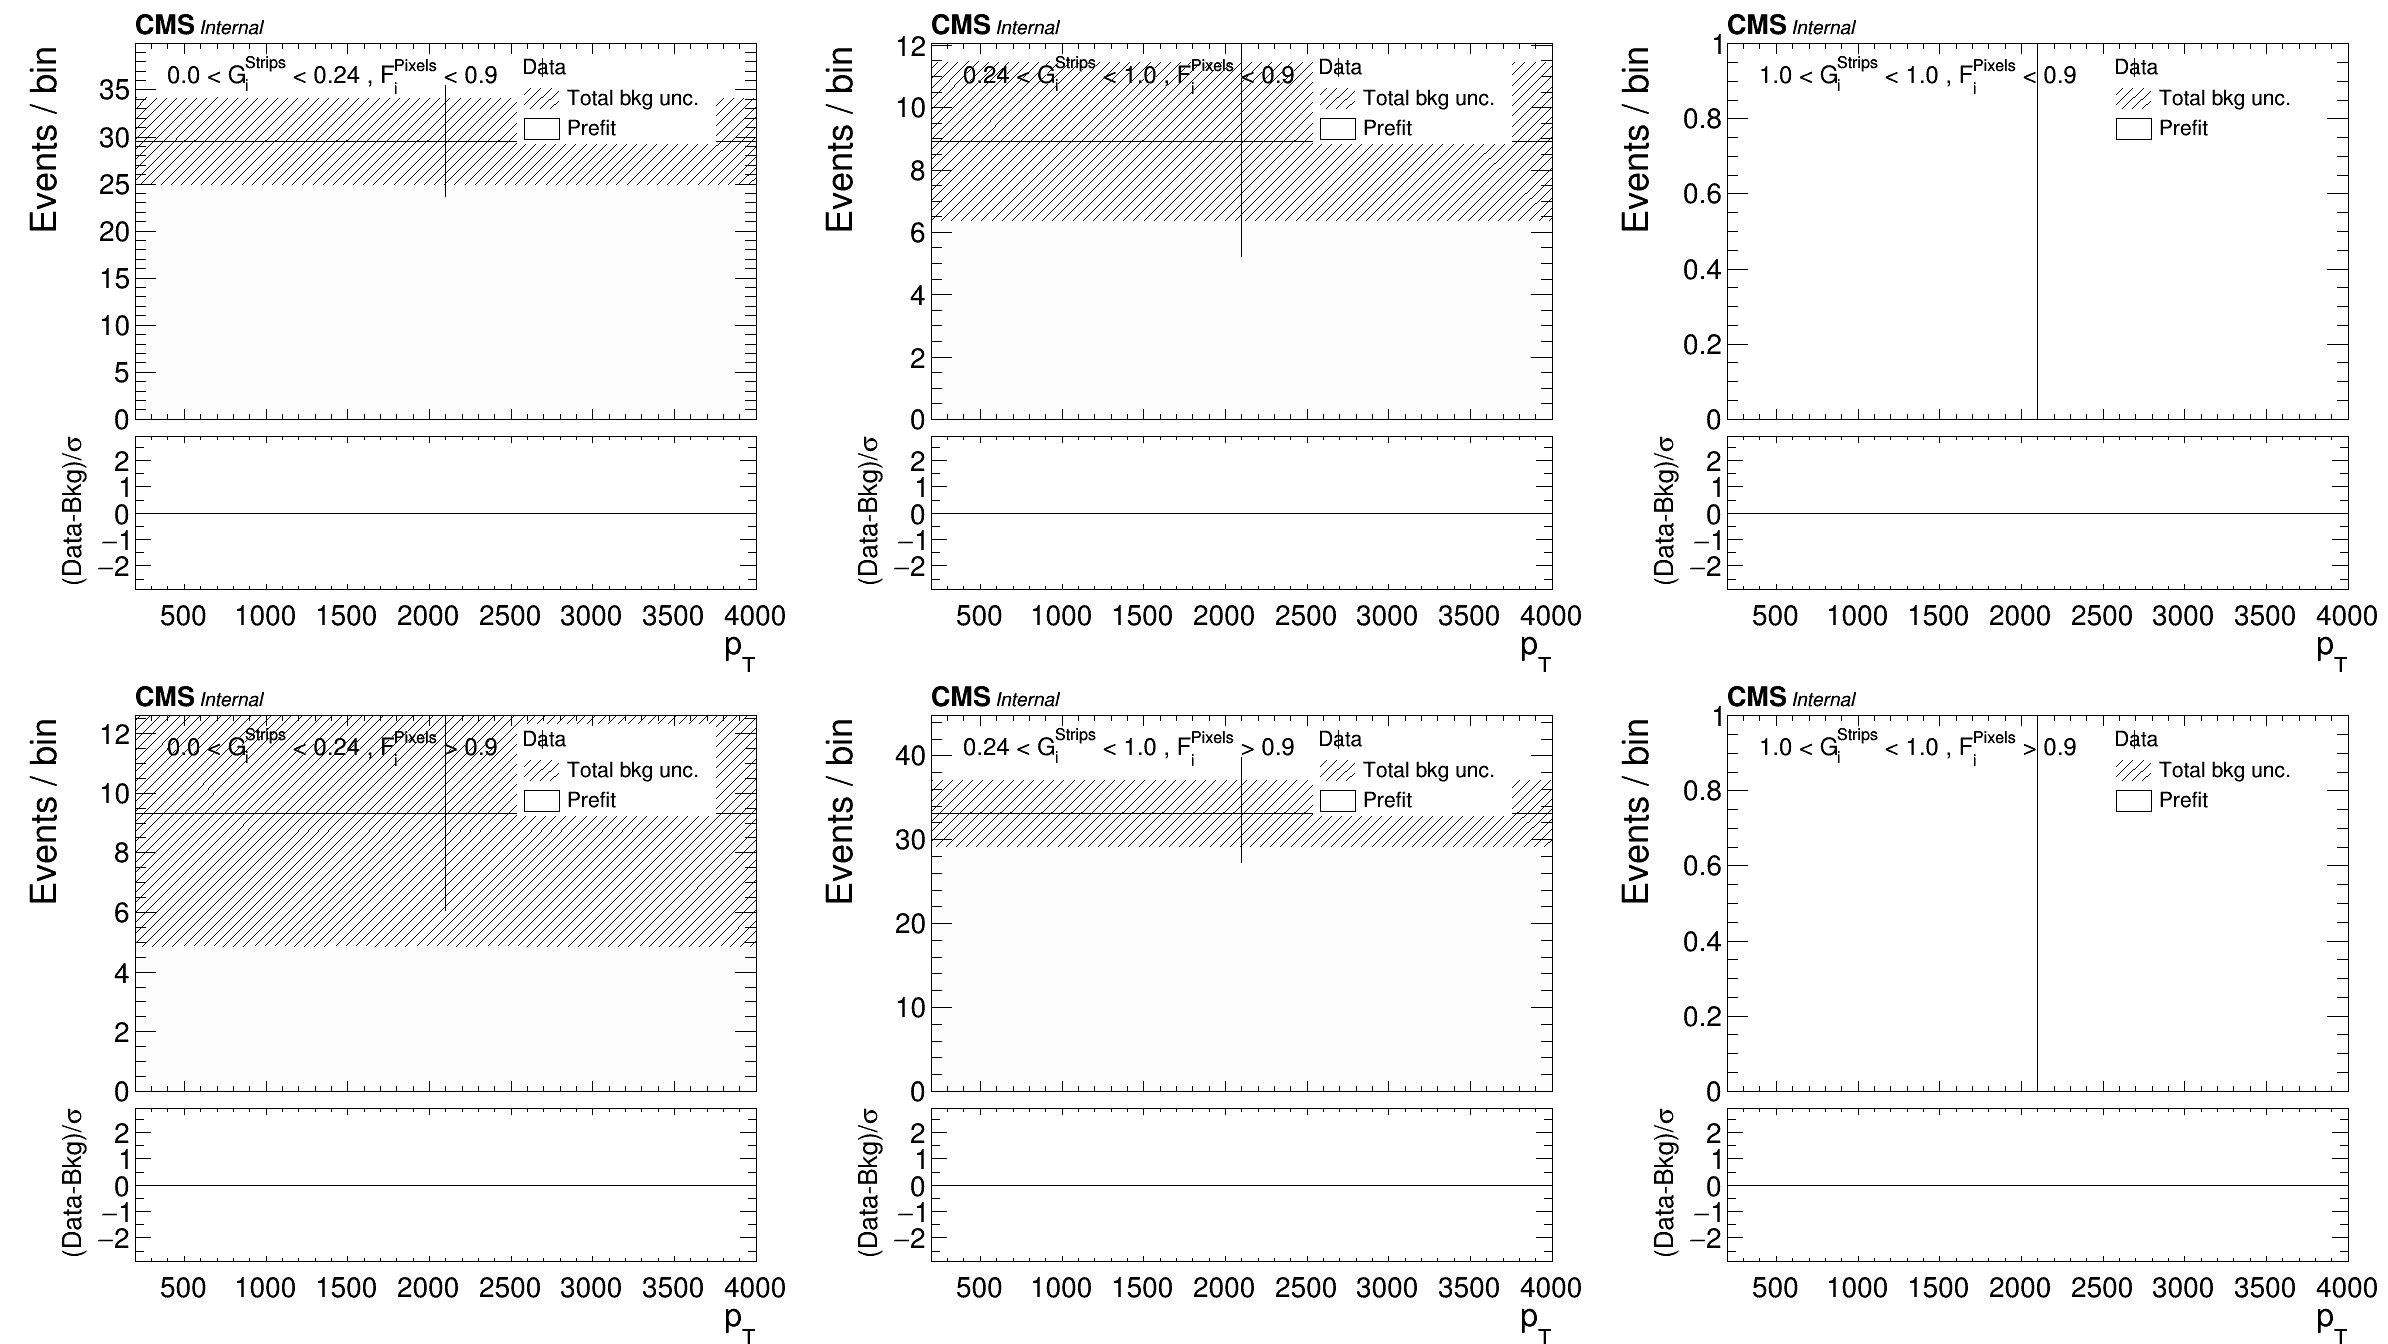 CMS Internal
Events / bin
0.0 < G_i^Strips < 0.24 , F_i^Pixels < 0.9
Data
Total bkg unc.
Prefit
35
30
25
20
15
10
5
0
(Data-Bkg)/σ
2
1
0
−1
−2
500 1000 1500 2000 2500 3000 3500 4000
p_T
CMS Internal
Events / bin
0.24 < G_i^Strips < 1.0 , F_i^Pixels < 0.9
Data
Total bkg unc.
Prefit
12
10
8
6
4
2
0
(Data-Bkg)/σ
2
1
0
−1
−2
500 1000 1500 2000 2500 3000 3500 4000
p_T
CMS Internal
Events / bin
1.0 < G_i^Strips < 1.0 , F_i^Pixels < 0.9
Data
Total bkg unc.
Prefit
1
0.8
0.6
0.4
0.2
0
(Data-Bkg)/σ
2
1
0
−1
−2
500 1000 1500 2000 2500 3000 3500 4000
p_T
CMS Internal
Events / bin
0.0 < G_i^Strips < 0.24 , F_i^Pixels > 0.9
Data
Total bkg unc.
Prefit
12
10
8
6
4
2
0
(Data-Bkg)/σ
2
1
0
−1
−2
500 1000 1500 2000 2500 3000 3500 4000
p_T
CMS Internal
Events / bin
0.24 < G_i^Strips < 1.0 , F_i^Pixels > 0.9
Data
Total bkg unc.
Prefit
40
30
20
10
0
(Data-Bkg)/σ
2
1
0
−1
−2
500 1000 1500 2000 2500 3000 3500 4000
p_T
CMS Internal
Events / bin
1.0 < G_i^Strips < 1.0 , F_i^Pixels > 0.9
Data
Total bkg unc.
Prefit
1
0.8
0.6
0.4
0.2
0
(Data-Bkg)/σ
2
1
0
−1
−2
500 1000 1500 2000 2500 3000 3500 4000
p_T